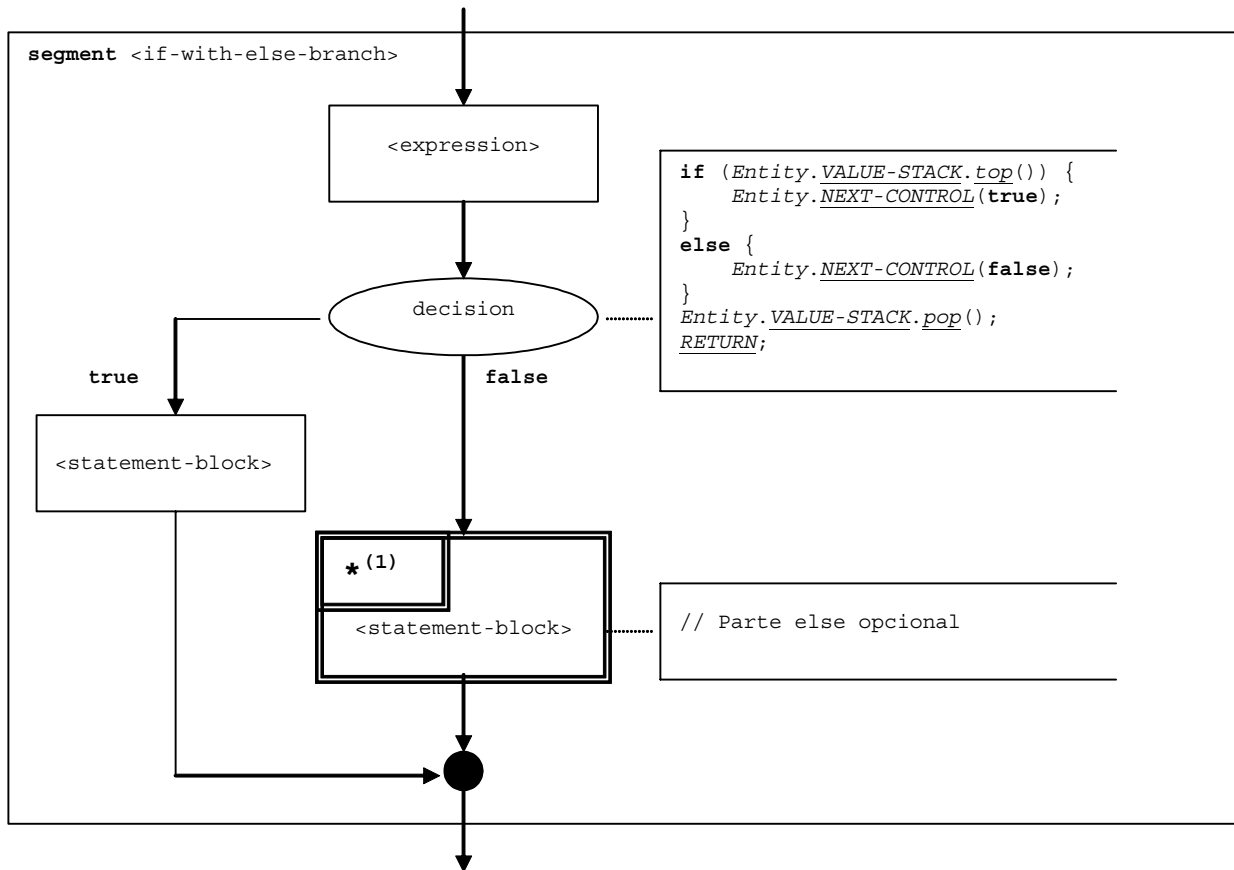 segment <if-with-else-branch>
<expression>
if (Entity.VALUE-STACK.top()) {
    Entity.NEXT-CONTROL(true);
}
else {
    Entity.NEXT-CONTROL(false);
}
Entity.VALUE-STACK.pop();
RETURN;
decision
true
false
<statement-block>
*(1)
<statement-block>
// Parte else opcional